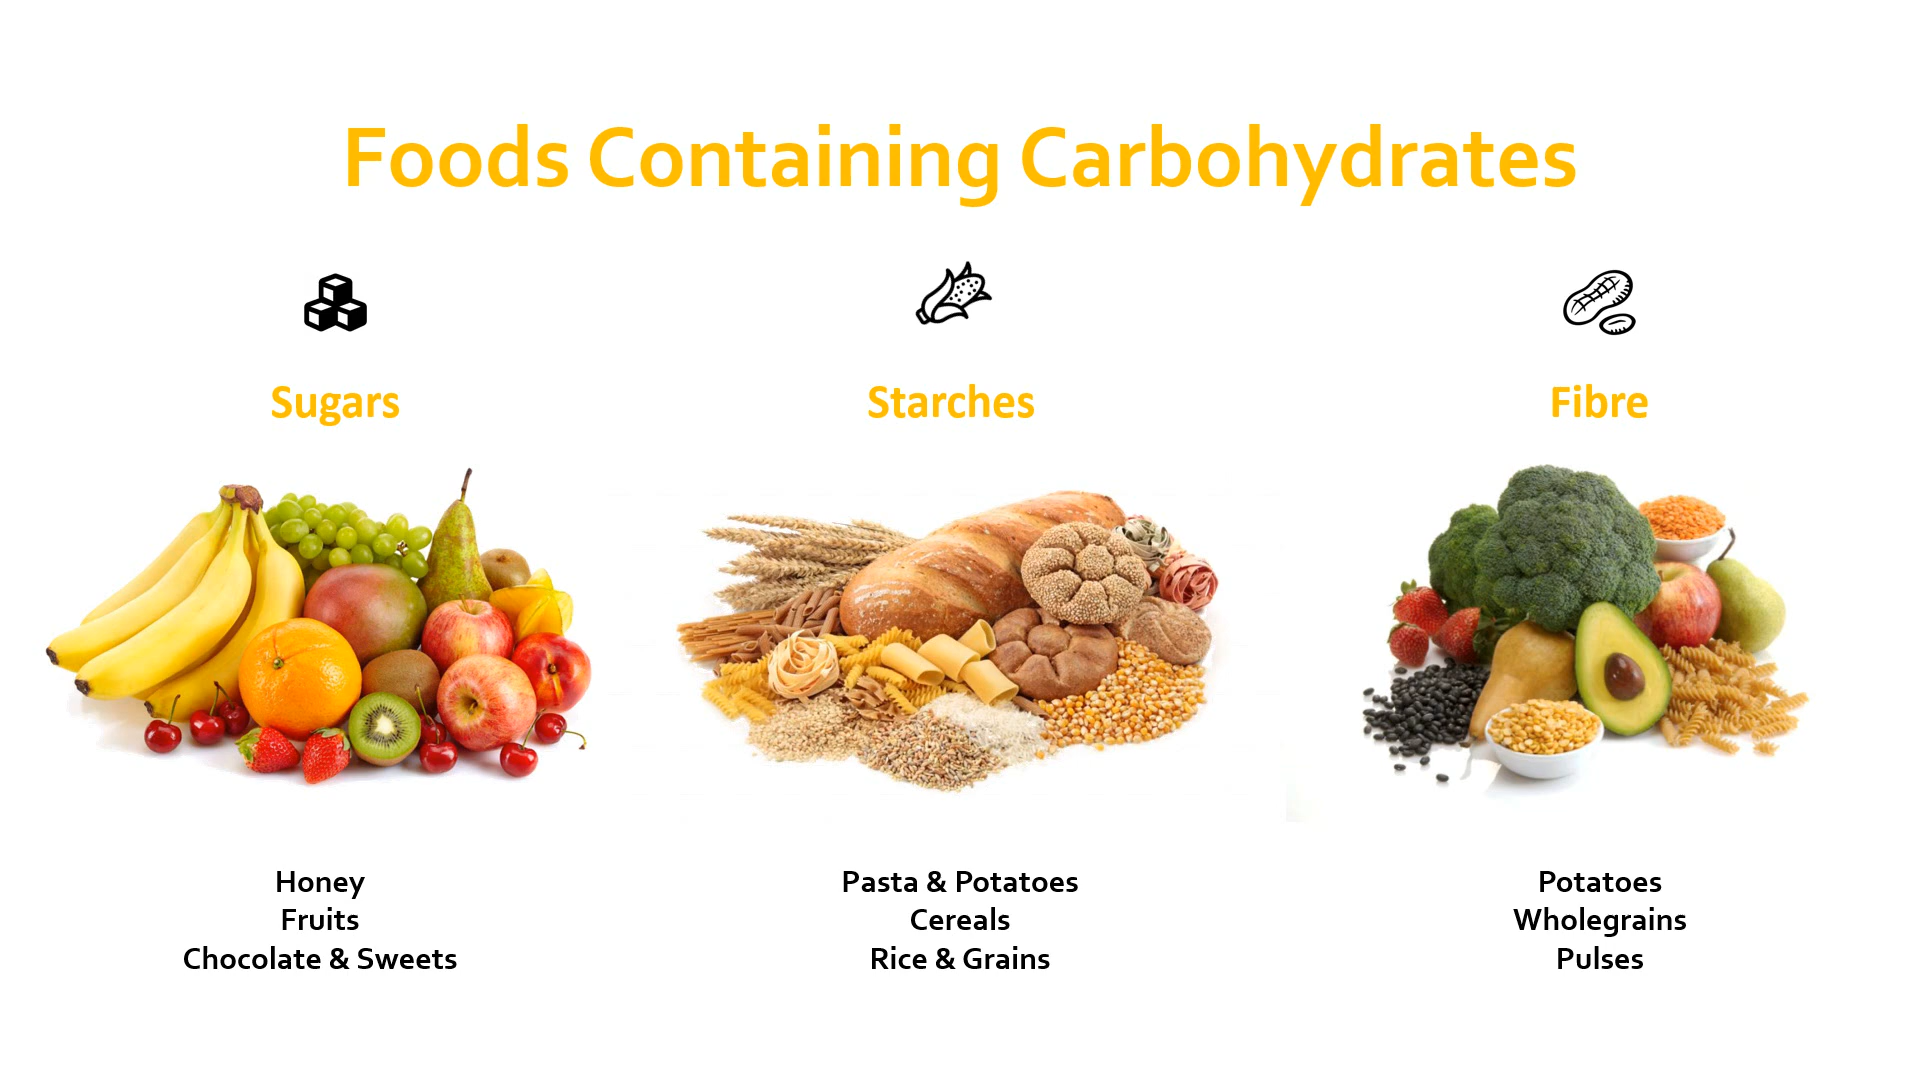 Foods Containing Carbohydrates
Sugars
Starches
Fibre
Honey
Fruits
Chocolate & Sweets
Pasta & Potatoes
Cereals
Rice & Grains
Potatoes
Wholegrains
Pulses